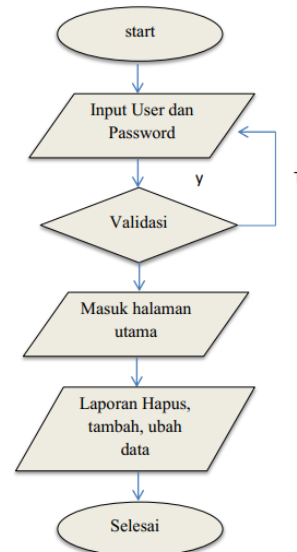 start
Input User dan
Password
y
Validasi
Masuk halaman
utama
Laporan Hapus,
tambah, ubah
data
Selesai